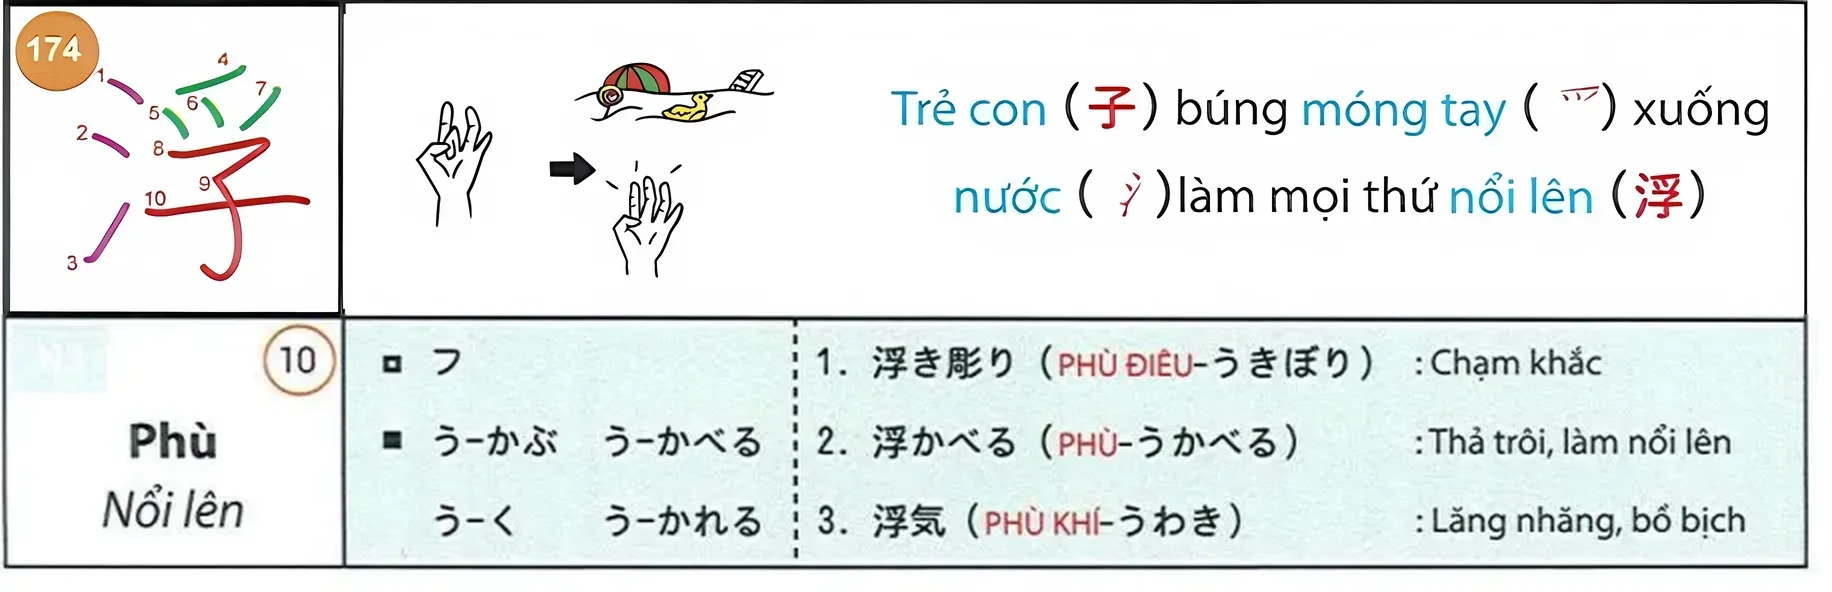 174
1 2 3 4 5 6 7 8 9 10
Trẻ con (子) búng móng tay (爫) xuống
nước (氵)làm mọi thứ nổi lên (浮)
10
Phù
Nổi lên
フ
う-かぶ う-かべる
う-く う-かれる
1. 浮き彫り (PHÙ ĐIÊU-うきぼり) : Chạm khắc
2. 浮かべる (PHÙ-うかべる) : Thả trôi, làm nổi lên
3. 浮気 (PHÙ KHÍ-うわき) : Lăng nhăng, bồ bịch